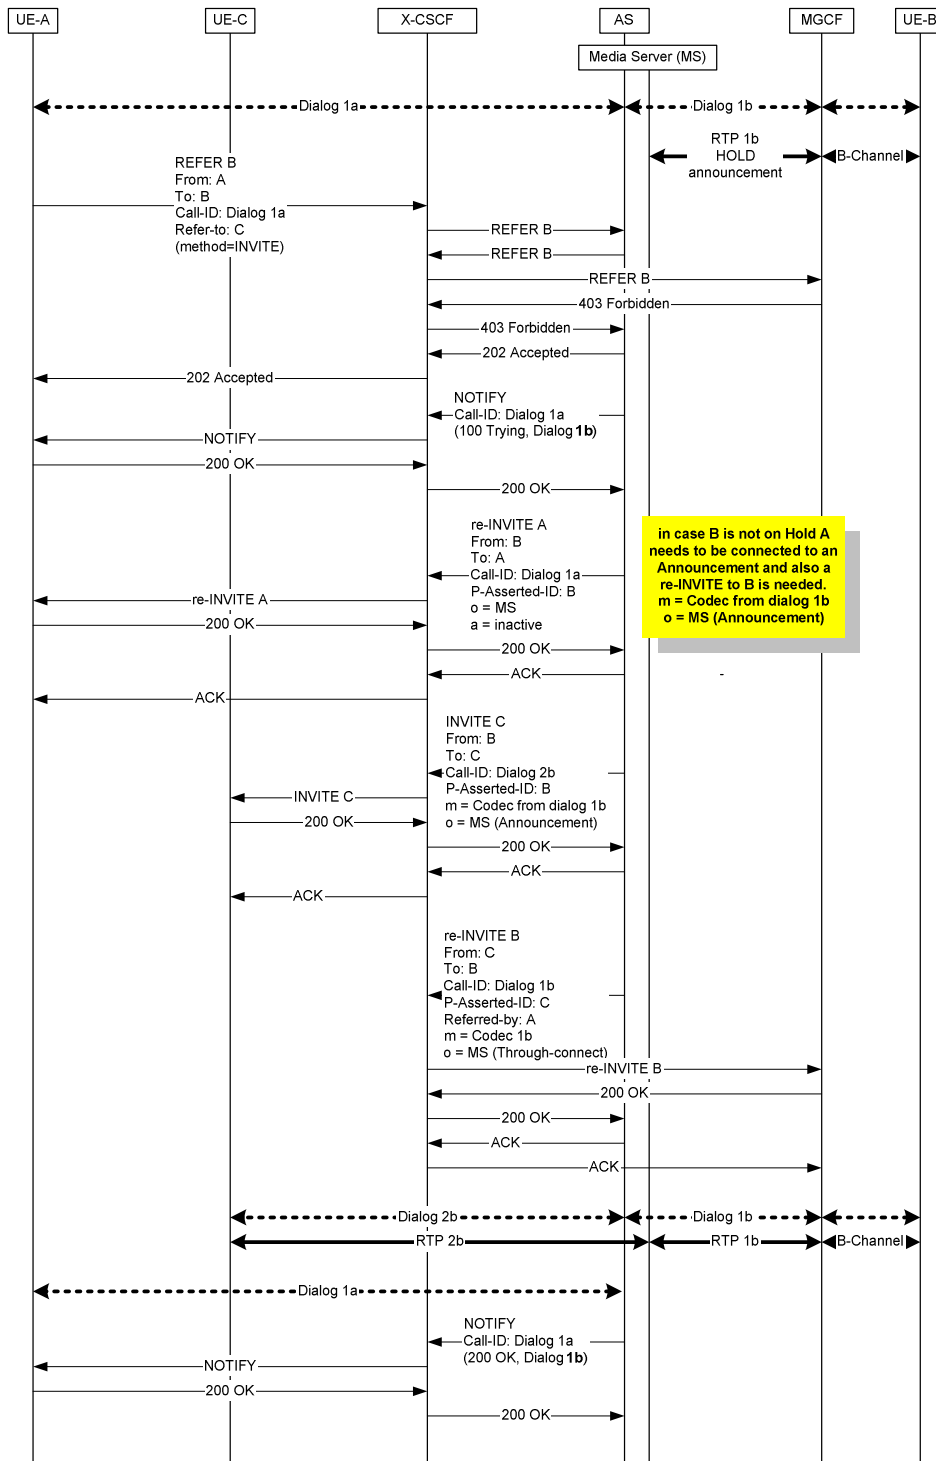 UE-A
UE-C
X-CSCF
AS
MGCF
UE-B
Media Server (MS)
Dialog 1a
Dialog 1b
RTP 1b
HOLD
announcement
B-Channel
REFER B
From: A
To: B
Call-ID: Dialog 1a
Refer-to: C
(method=INVITE)
REFER B
REFER B
REFER B
403 Forbidden
403 Forbidden
202 Accepted
202 Accepted
NOTIFY
Call-ID: Dialog 1a
(100 Trying, Dialog 1b)
NOTIFY
200 OK
200 OK
re-INVITE A
From: B
To: A
Call-ID: Dialog 1a
P-Asserted-ID: B
o = MS
a = inactive
in case B is not on Hold A
needs to be connected to an
Announcement and also a
re-INVITE to B is needed.
m = Codec from dialog 1b
o = MS (Announcement)
re-INVITE A
200 OK
200 OK
ACK
-
ACK
INVITE C
From: B
To: C
Call-ID: Dialog 2b
P-Asserted-ID: B
m = Codec from dialog 1b
o = MS (Announcement)
INVITE C
200 OK
200 OK
ACK
ACK
re-INVITE B
From: C
To: B
Call-ID: Dialog 1b
P-Asserted-ID: C
Referred-by: A
m = Codec 1b
o = MS (Through-connect)
re-INVITE B
200 OK
200 OK
ACK
ACK
Dialog 2b
Dialog 1b
RTP 2b
RTP 1b
B-Channel
Dialog 1a
NOTIFY
Call-ID: Dialog 1a
(200 OK, Dialog 1b)
NOTIFY
200 OK
200 OK